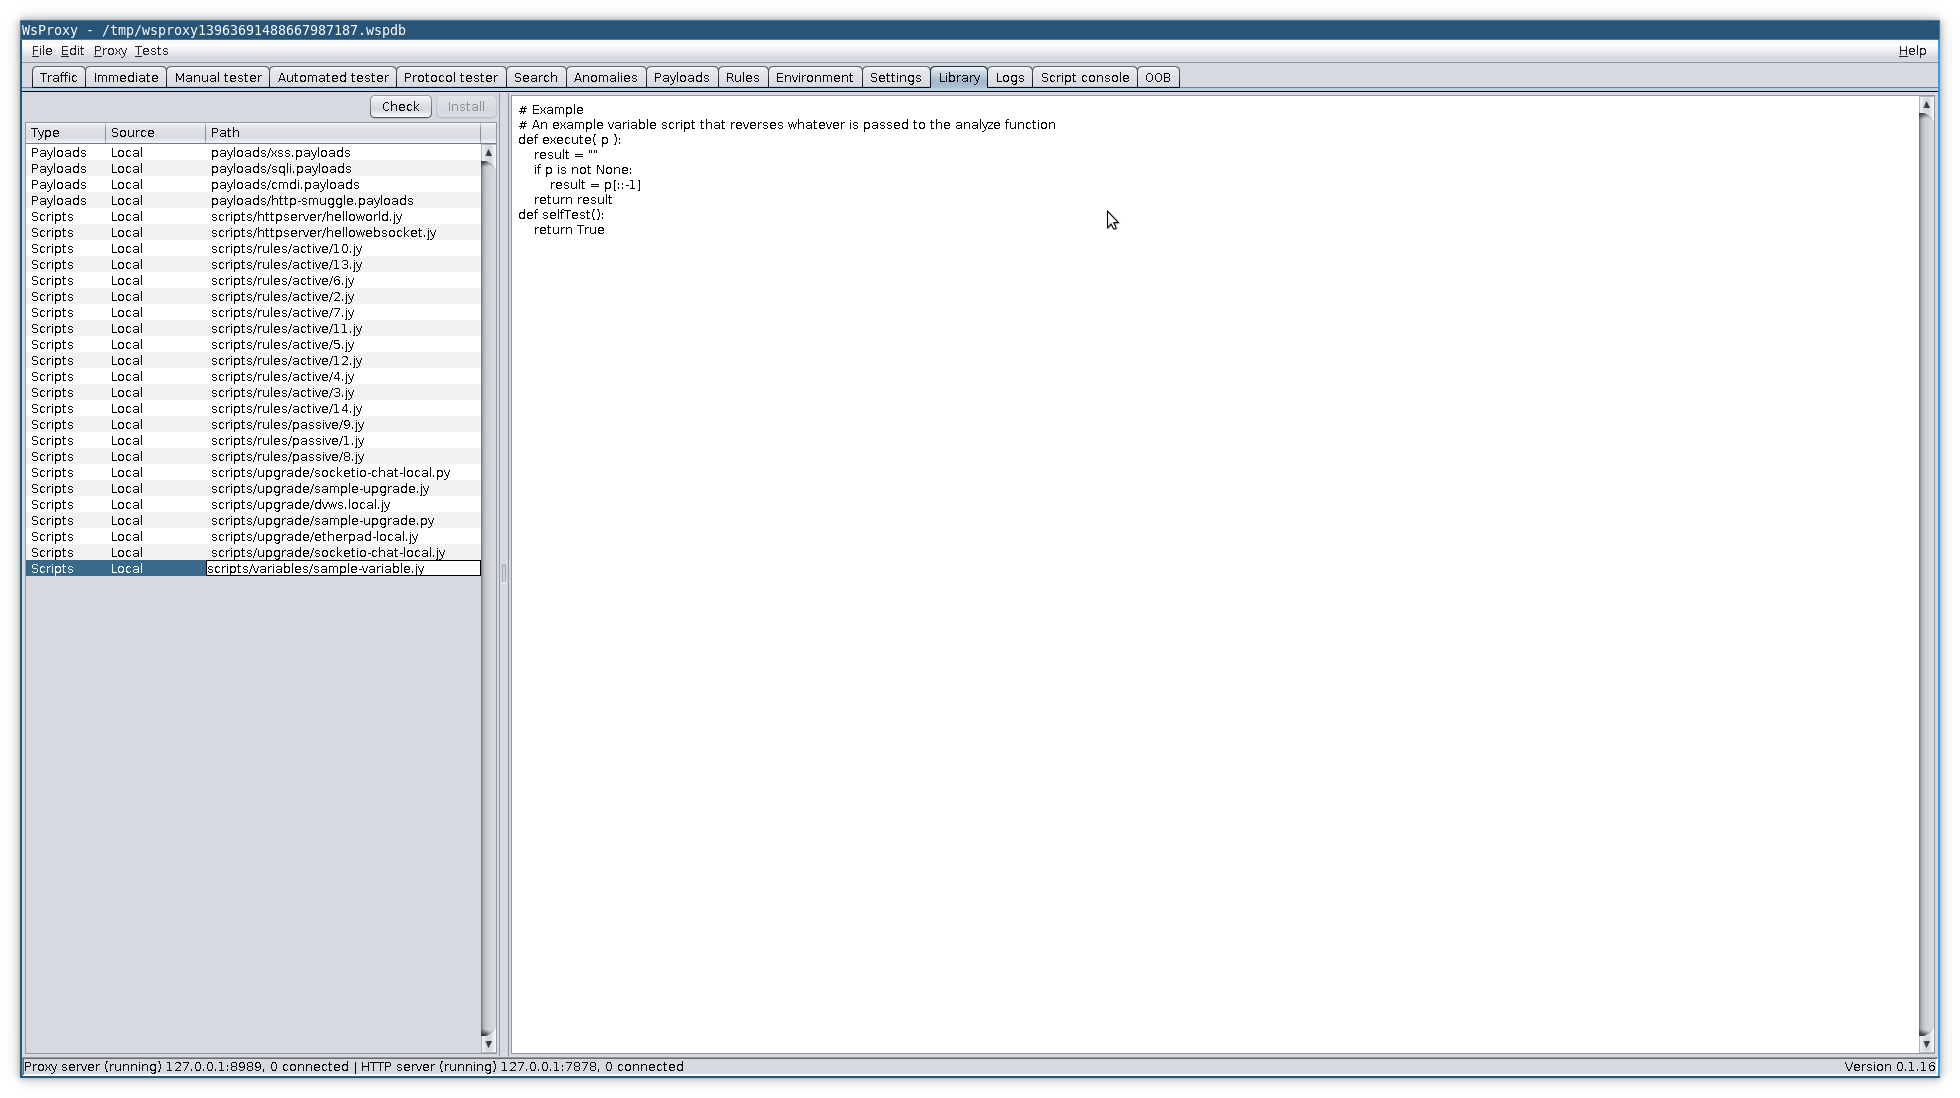 WsProxy - /tmp/wsproxy13963691488667987187.wspdb
File Edit Proxy Tests Help
Traffic Immediate Manual tester Automated tester Protocol tester Search Anomalies Payloads Rules Environment Settings Library Logs Script console OOB
Check Install
Type Source Path
Payloads Local payloads/xss.payloads
Payloads Local payloads/sqli.payloads
Payloads Local payloads/cmdi.payloads
Payloads Local payloads/http-smuggle.payloads
Scripts Local scripts/httpserver/helloworld.jy
Scripts Local scripts/httpserver/hellowebsocket.jy
Scripts Local scripts/rules/active/10.jy
Scripts Local scripts/rules/active/13.jy
Scripts Local scripts/rules/active/6.jy
Scripts Local scripts/rules/active/2.jy
Scripts Local scripts/rules/active/7.jy
Scripts Local scripts/rules/active/11.jy
Scripts Local scripts/rules/active/5.jy
Scripts Local scripts/rules/active/12.jy
Scripts Local scripts/rules/active/4.jy
Scripts Local scripts/rules/active/3.jy
Scripts Local scripts/rules/active/14.jy
Scripts Local scripts/rules/passive/9.jy
Scripts Local scripts/rules/passive/1.jy
Scripts Local scripts/rules/passive/8.jy
Scripts Local scripts/upgrade/socketio-chat-local.py
Scripts Local scripts/upgrade/sample-upgrade.jy
Scripts Local scripts/upgrade/dvws.local.jy
Scripts Local scripts/upgrade/sample-upgrade.py
Scripts Local scripts/upgrade/etherpad-local.jy
Scripts Local scripts/upgrade/socketio-chat-local.jy
Scripts Local scripts/variables/sample-variable.jy
# Example
# An example variable script that reverses whatever is passed to the analyze function
def execute( p ):
    result = ""
    if p is not None:
        result = p[::-1]
    return result
def selfTest():
    return True
Proxy server (running) 127.0.0.1:8989, 0 connected | HTTP server (running) 127.0.0.1:7878, 0 connected Version 0.1.16